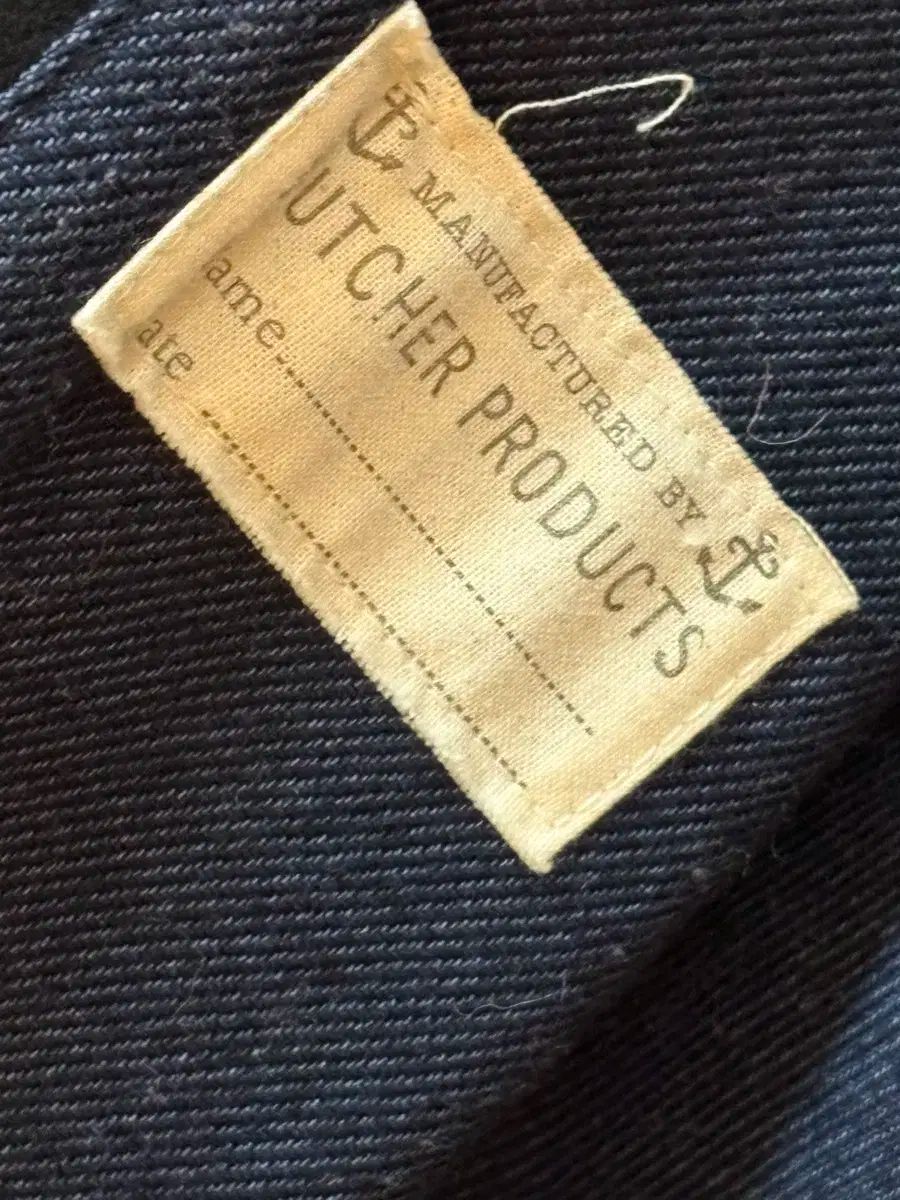 MANUFACTURED BY
UTCHER PRODUCTS
ame
ate